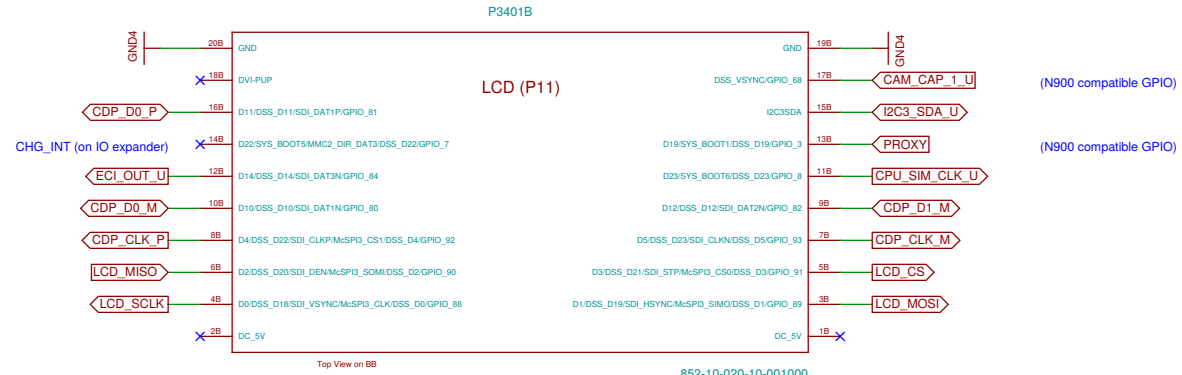 P3401B
GND4 20B GND GND 19B GND4
18B DVI-PUP LCD (P11) DSS_VSYNC/GPIO_68 17B CAM_CAP_1_U (N900 compatible GPIO)
CDP_D0_P 16B D11/DSS_D11/SDI_DAT1P/GPIO_81 I2C3SDA 15B I2C3_SDA_U
CHG_INT (on IO expander) 14B D22/SYS_BOOT5/MMC2_DIR_DAT3/DSS_D22/GPIO_7 D19/SYS_BOOT1/DSS_D19/GPIO_3 13B PROXY (N900 compatible GPIO)
ECI_OUT_U 12B D14/DSS_D14/SDI_DAT3N/GPIO_84 D23/SYS_BOOT6/DSS_D23/GPIO_8 11B CPU_SIM_CLK_U
CDP_D0_M 10B D10/DSS_D10/SDI_DAT1N/GPIO_80 D12/DSS_D12/SDI_DAT2N/GPIO_82 9B CDP_D1_M
CDP_CLK_P 8B D4/DSS_D22/SDI_CLKP/McSPI3_CS1/DSS_D4/GPIO_92 D5/DSS_D23/SDI_CLKN/DSS_D5/GPIO_93 7B CDP_CLK_M
LCD_MISO 6B D2/DSS_D20/SDI_DEN/McSPI3_SOMI/DSS_D2/GPIO_90 D3/DSS_D21/SDI_STP/McSPI3_CS0/DSS_D3/GPIO_91 5B LCD_CS
LCD_SCLK 4B D0/DSS_D18/SDI_VSYNC/McSPI3_CLK/DSS_D0/GPIO_88 D1/DSS_D19/SDI_HSYNC/McSPI3_SIMO/DSS_D1/GPIO_89 3B LCD_MOSI
2B DC_5V DC_5V 1B
Top View on BB
852-10-020-10-001000